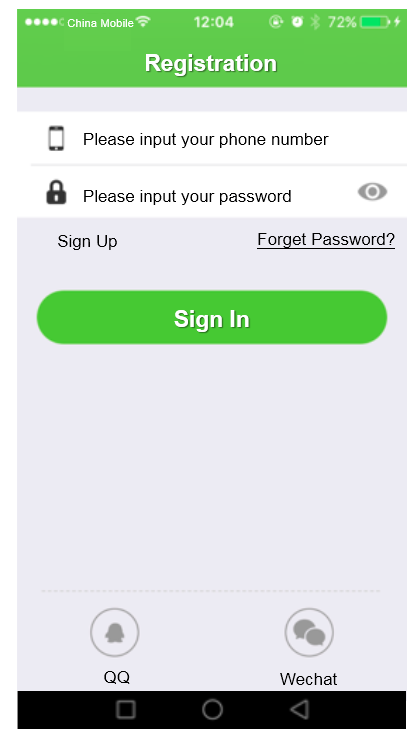 China Mobile 12:04 72%
Registration
Please input your phone number
Please input your password
Sign Up Forget Password?
Sign In
QQ Wechat